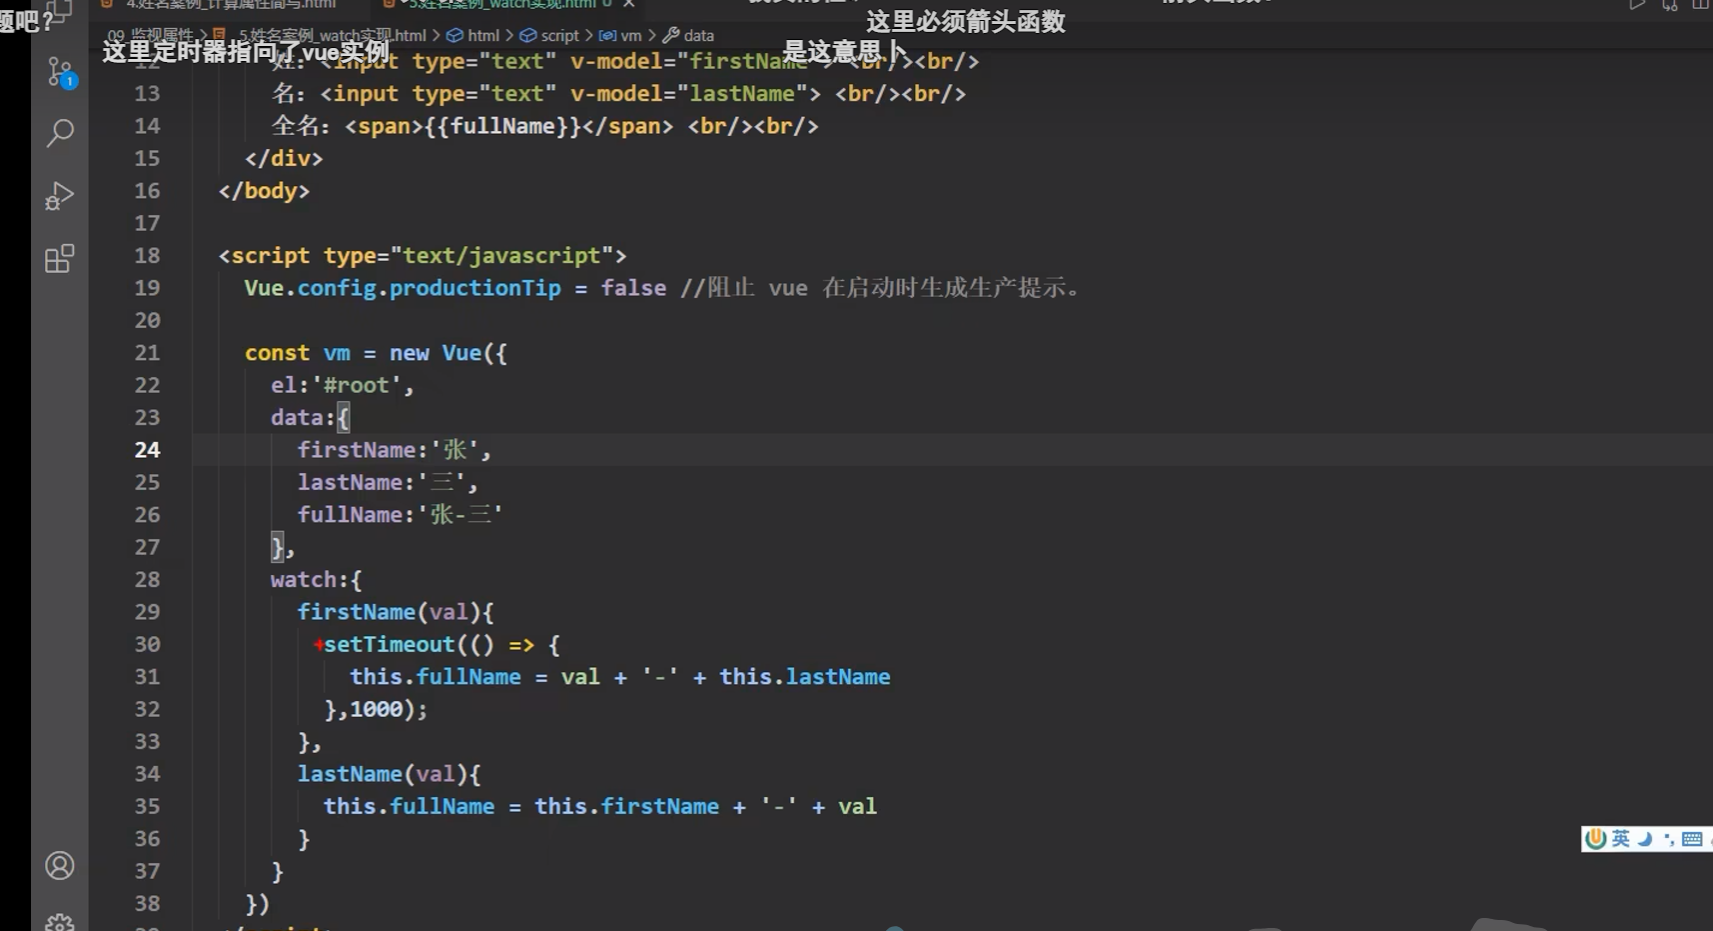 4.姓名案例_计算属性简写.html
5.姓名案例_watch实现.html U
题吧？
这里必须箭头函数
09_监视属性 > 5.姓名案例_watch实现.html > html > script > vm > data
这里定时器指向了vue实例
是这意思
12 姓：<input type="text" v-model="firstName"> <br/><br/>
13 名：<input type="text" v-model="lastName"> <br/><br/>
14 全名：<span>{{fullName}}</span> <br/><br/>
15 </div>
16 </body>
17
18 <script type="text/javascript">
19 Vue.config.productionTip = false //阻止 vue 在启动时生成生产提示。
20
21 const vm = new Vue({
22 el:'#root',
23 data:{
24 firstName:'张',
25 lastName:'三',
26 fullName:'张-三'
27 },
28 watch:{
29 firstName(val){
30 setTimeout(() => {
31 this.fullName = val + '-' + this.lastName
32 },1000);
33 },
34 lastName(val){
35 this.fullName = this.firstName + '-' + val
36 }
37 }
38 })
1
英